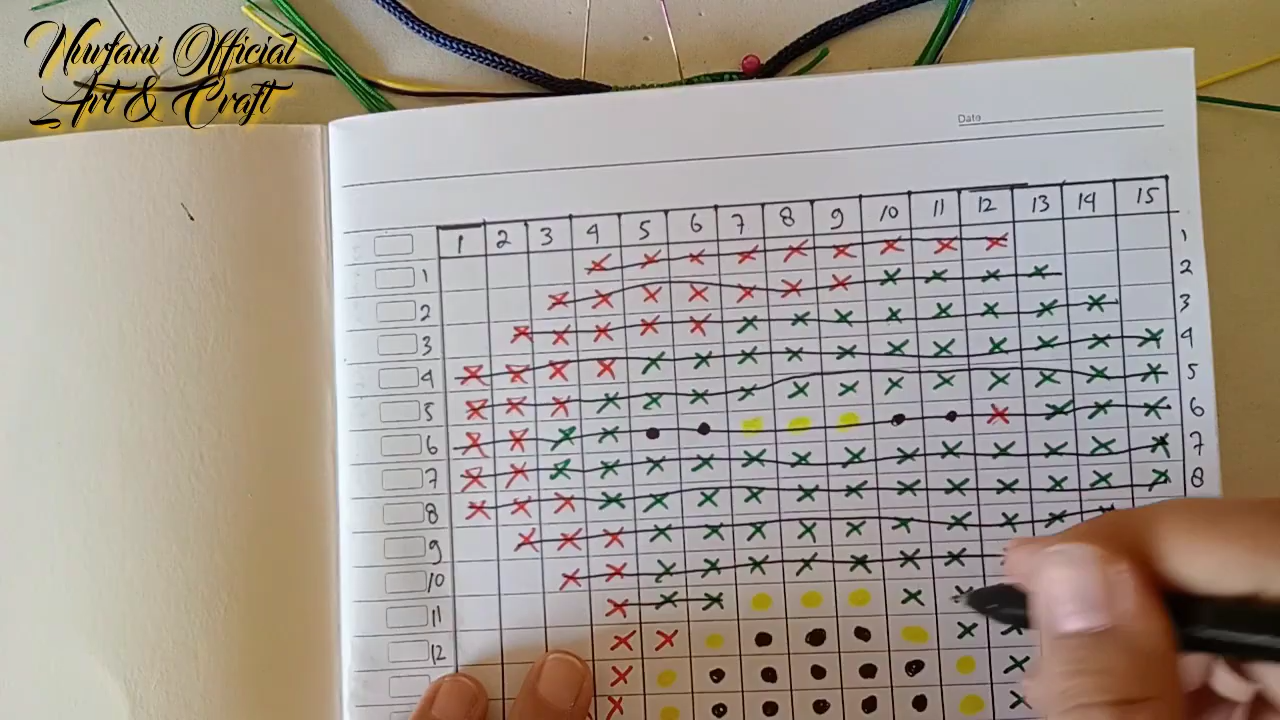 Nurfani Official
Art & Craft
Date
1 2 3 4 5 6 7 8 9 10 11 12 13 14 15
x x x x x x x x x 1
1 x x x x x x x x x x x 2
2 x x x x x x x x x x x x x 3
3 x x x x x x x x x x x x x x x 4
4 x x x x x x x x x x x x x x x 5
5 x x x x ● ● ● ● ● ● ● x x x x 6
6 x x x x x x x x x x x x x x x 7
7 x x x x x x x x x x x x x x x 8
8
9
10
11
12